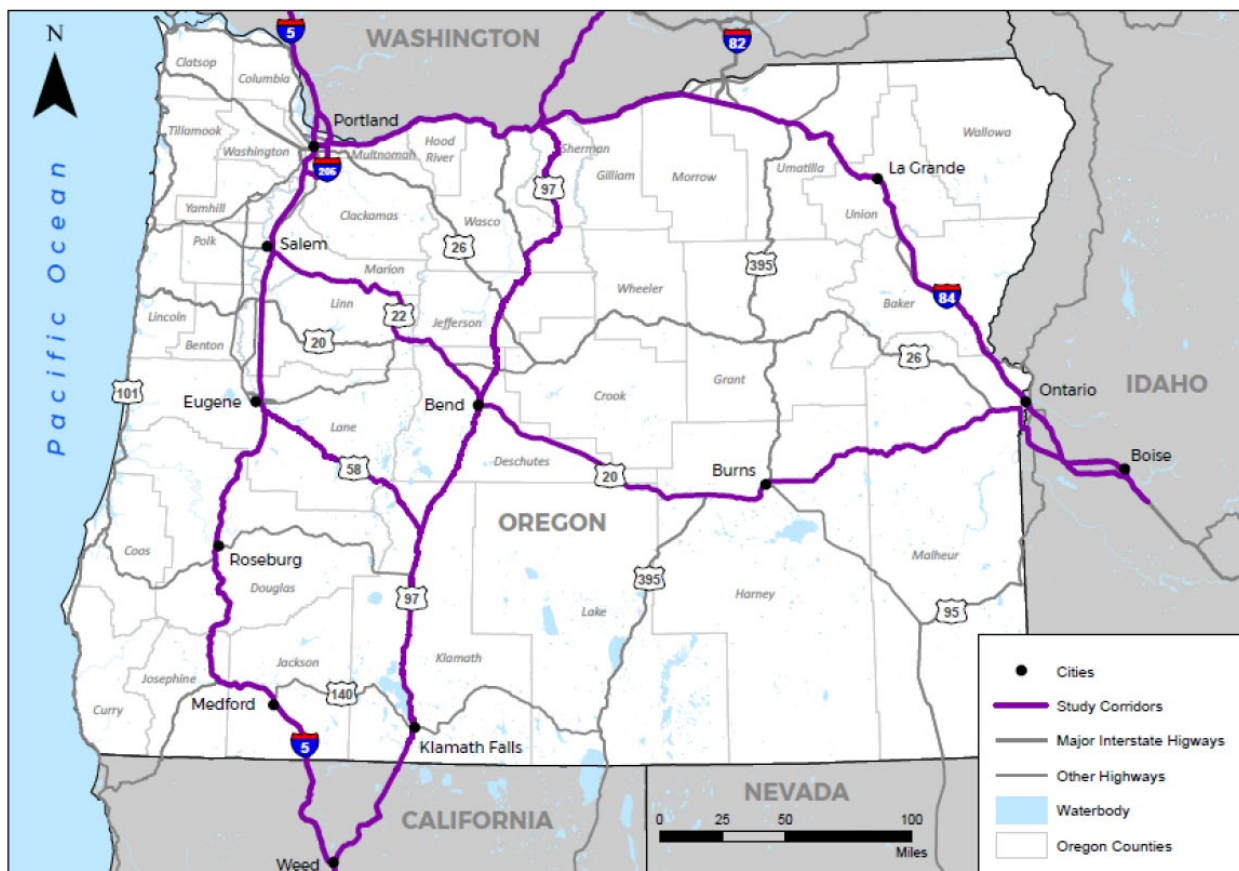 5
WASHINGTON
82
N
Clatsop
Columbia
Portland
Tillamook
Washington
Multnomah
Hood
River
Sherman
Gilliam
Morrow
Umatilla
Wallowa
205
97
La Grande
Union
Yamhill
Clackamas
Wasco
26
Polk
Salem
Marion
395
Wheeler
Baker
84
Linn
22
Jefferson
Lincoln
Benton
20
26
Pacific Ocean
101
Eugene
Bend
Crook
Grant
Ontario
IDAHO
Lane
58
Deschutes
20
Burns
Boise
OREGON
Coos
Roseburg
Douglas
97
395
Lake
Harney
Malheur
95
Josephine
Jackson
Klamath
Curry
Medford
140
Klamath Falls
5
CALIFORNIA
NEVADA
0 25 50 100
Miles
Weed
Cities
Study Corridors
Major Interstate Higways
Other Highways
Waterbody
Oregon Counties